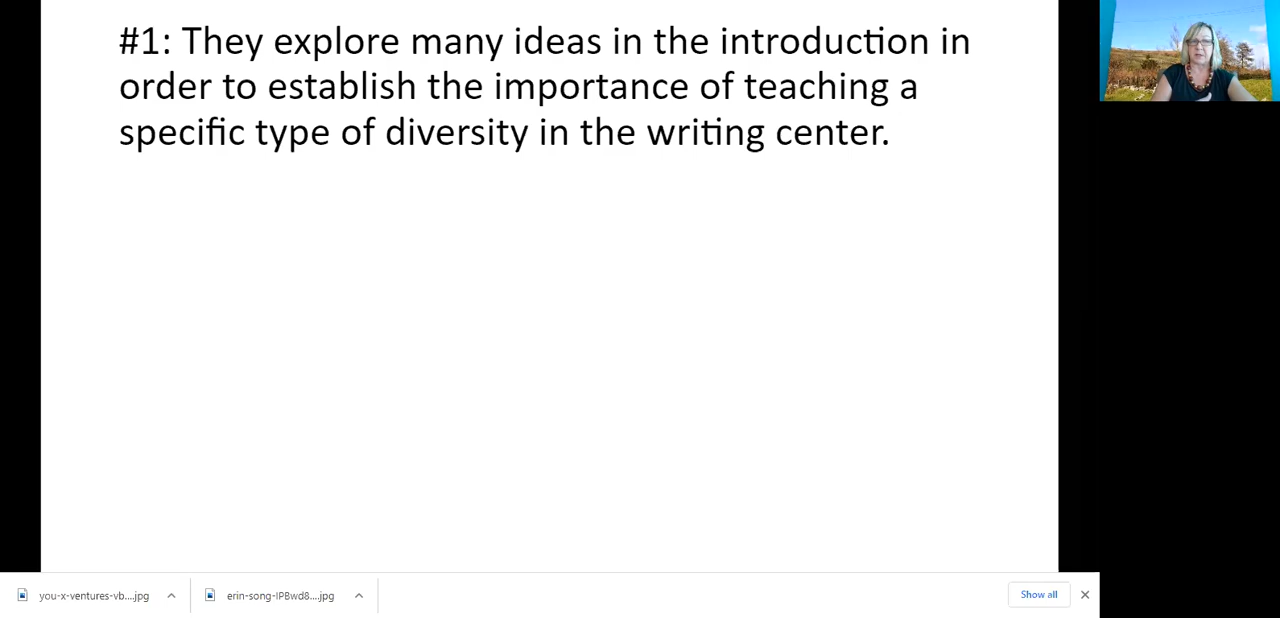 #1: They explore many ideas in the introduction in
order to establish the importance of teaching a
specific type of diversity in the writing center.
you-x-ventures-vb....jpg
erin-song-IPBwd8....jpg
Show all